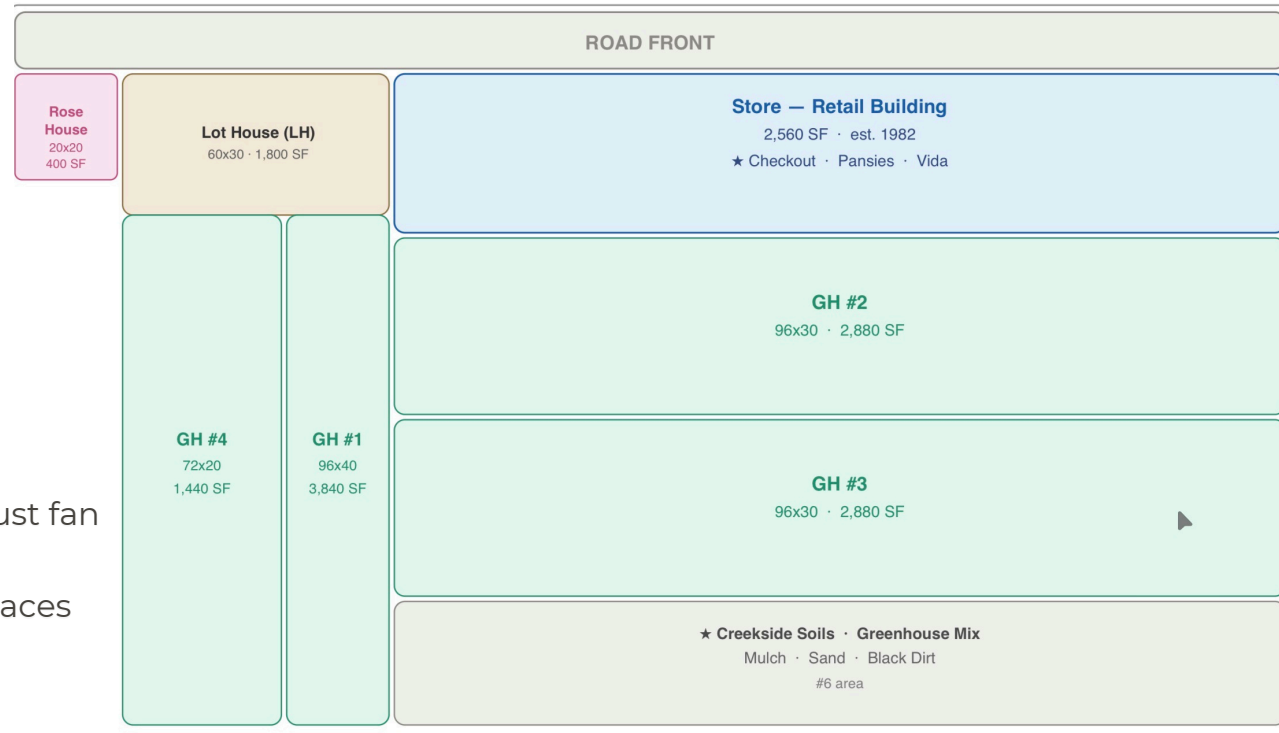 ROAD FRONT
Rose
House
20x20
400 SF
Lot House (LH)
60x30 · 1,800 SF
Store — Retail Building
2,560 SF · est. 1982
★ Checkout · Pansies · Vida
GH #2
96x30 · 2,880 SF
GH #4
72x20
1,440 SF
GH #1
96x40
3,840 SF
GH #3
96x30 · 2,880 SF
fan
★ Creekside Soils · Greenhouse Mix
Mulch · Sand · Black Dirt
#6 area